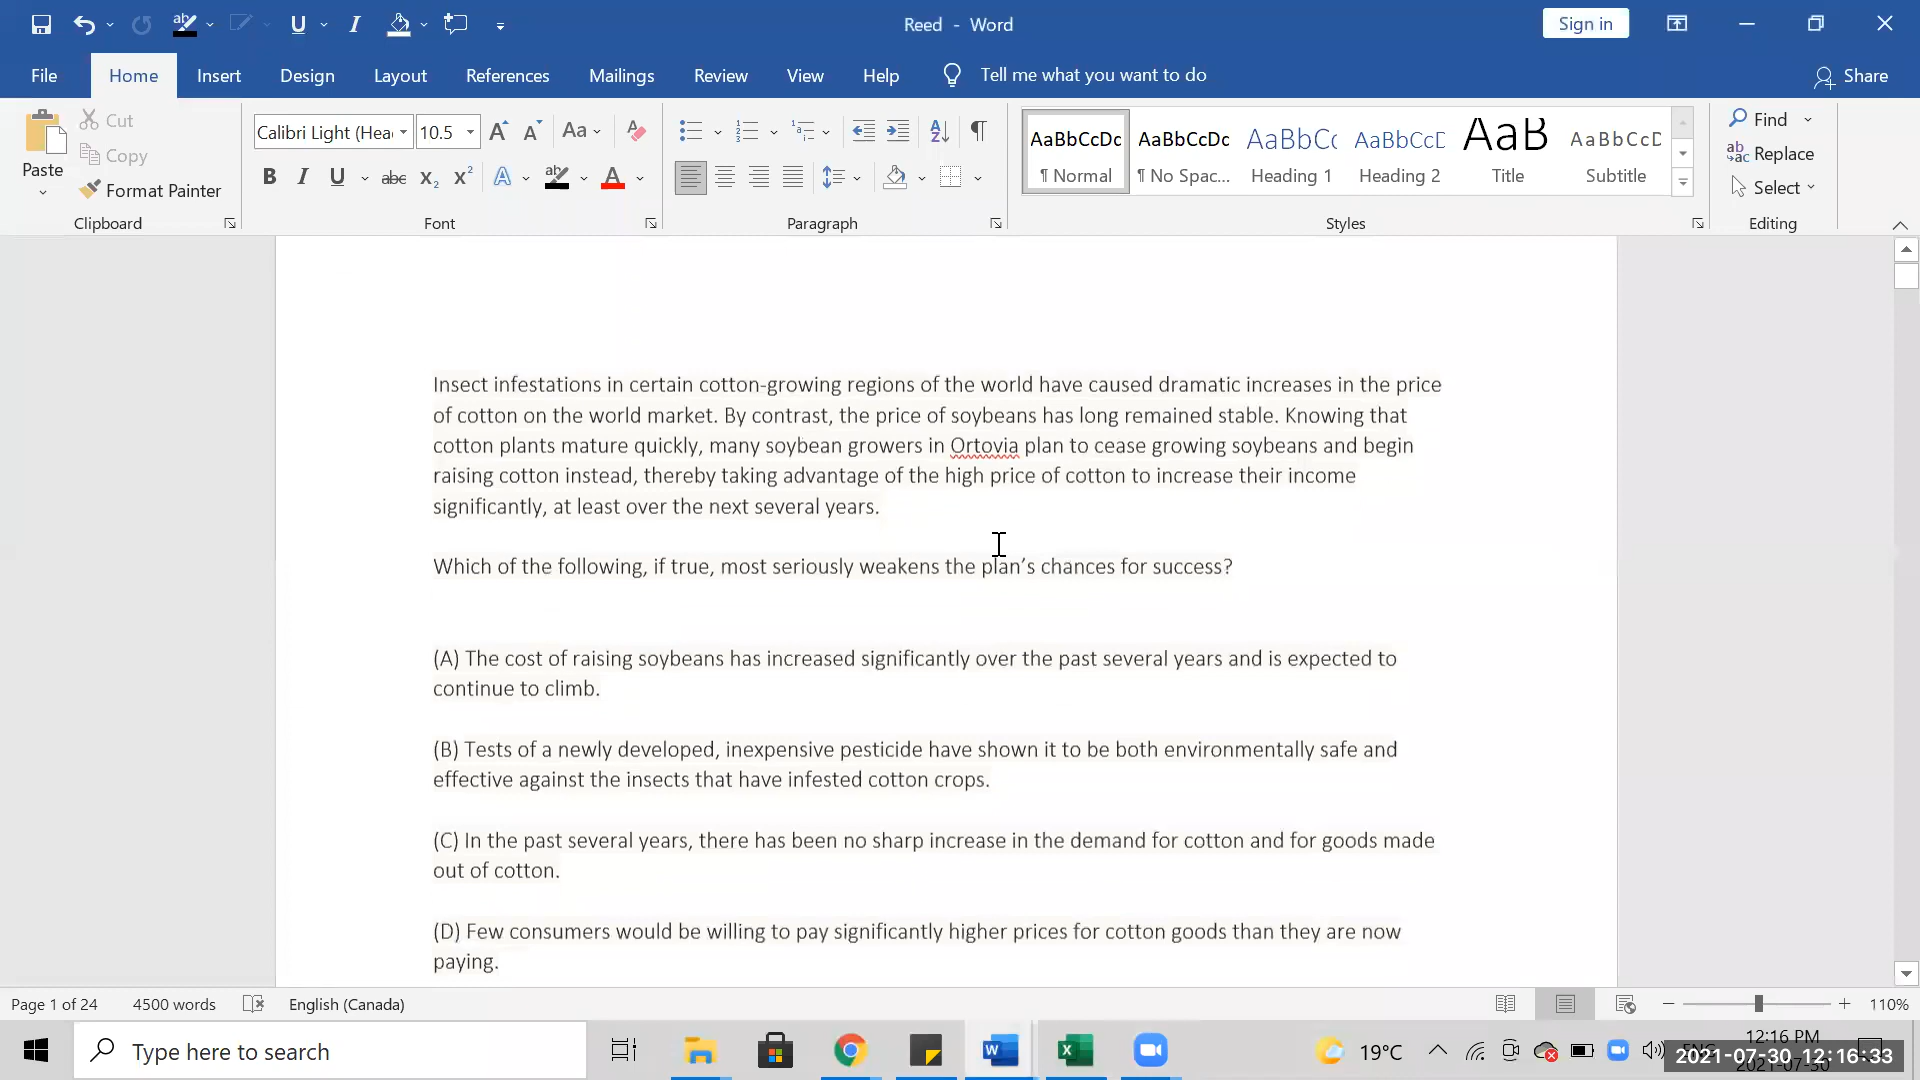 Reed - Word
Sign in
File Home Insert Design Layout References Mailings Review View Help Tell me what you want to do Share
Paste
Cut
Copy
Format Painter
Clipboard
Calibri Light (Hea 10.5
Font
Paragraph
AaBbCcDc AaBbCcDc AaBbCc AaBbCcD AaB AaBbCcD
¶ Normal ¶ No Spac... Heading 1 Heading 2 Title Subtitle
Styles
Find
Replace
Select
Editing
Insect infestations in certain cotton-growing regions of the world have caused dramatic increases in the price
of cotton on the world market. By contrast, the price of soybeans has long remained stable. Knowing that
cotton plants mature quickly, many soybean growers in Ortovia plan to cease growing soybeans and begin
raising cotton instead, thereby taking advantage of the high price of cotton to increase their income
significantly, at least over the next several years.
Which of the following, if true, most seriously weakens the plan’s chances for success?
(A) The cost of raising soybeans has increased significantly over the past several years and is expected to
continue to climb.
(B) Tests of a newly developed, inexpensive pesticide have shown it to be both environmentally safe and
effective against the insects that have infested cotton crops.
(C) In the past several years, there has been no sharp increase in the demand for cotton and for goods made
out of cotton.
(D) Few consumers would be willing to pay significantly higher prices for cotton goods than they are now
paying.
Page 1 of 24 4500 words English (Canada) 110%
Type here to search
19°C
12:16 PM
2021-07-30 12:16:33